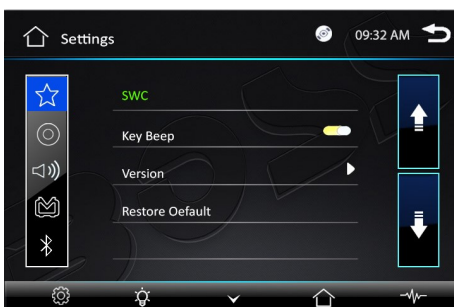 Settings
09:32 AM
SWC
Key Beep
Version
Restore Oefault